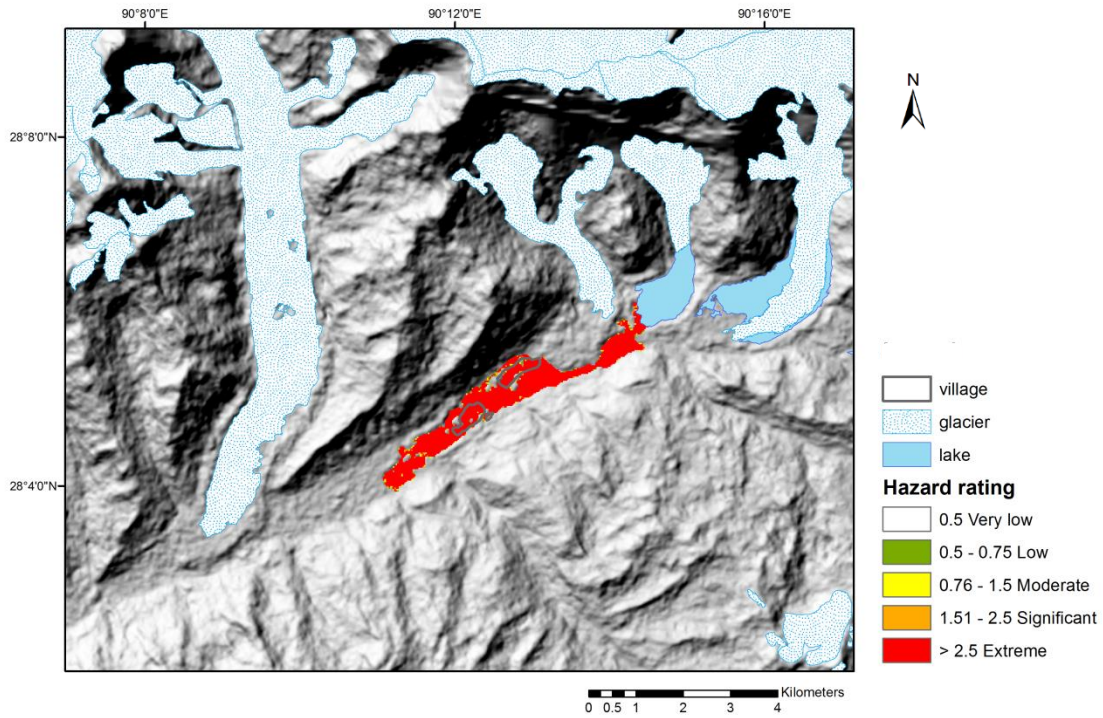 90°8'0"E 90°12'0"E 90°16'0"E
N
28°8'0"N
28°4'0"N
village
glacier
lake
Hazard rating
0.5 Very low
0.5 - 0.75 Low
0.76 - 1.5 Moderate
1.51 - 2.5 Significant
> 2.5 Extreme
Kilometers
0 0.5 1 2 3 4